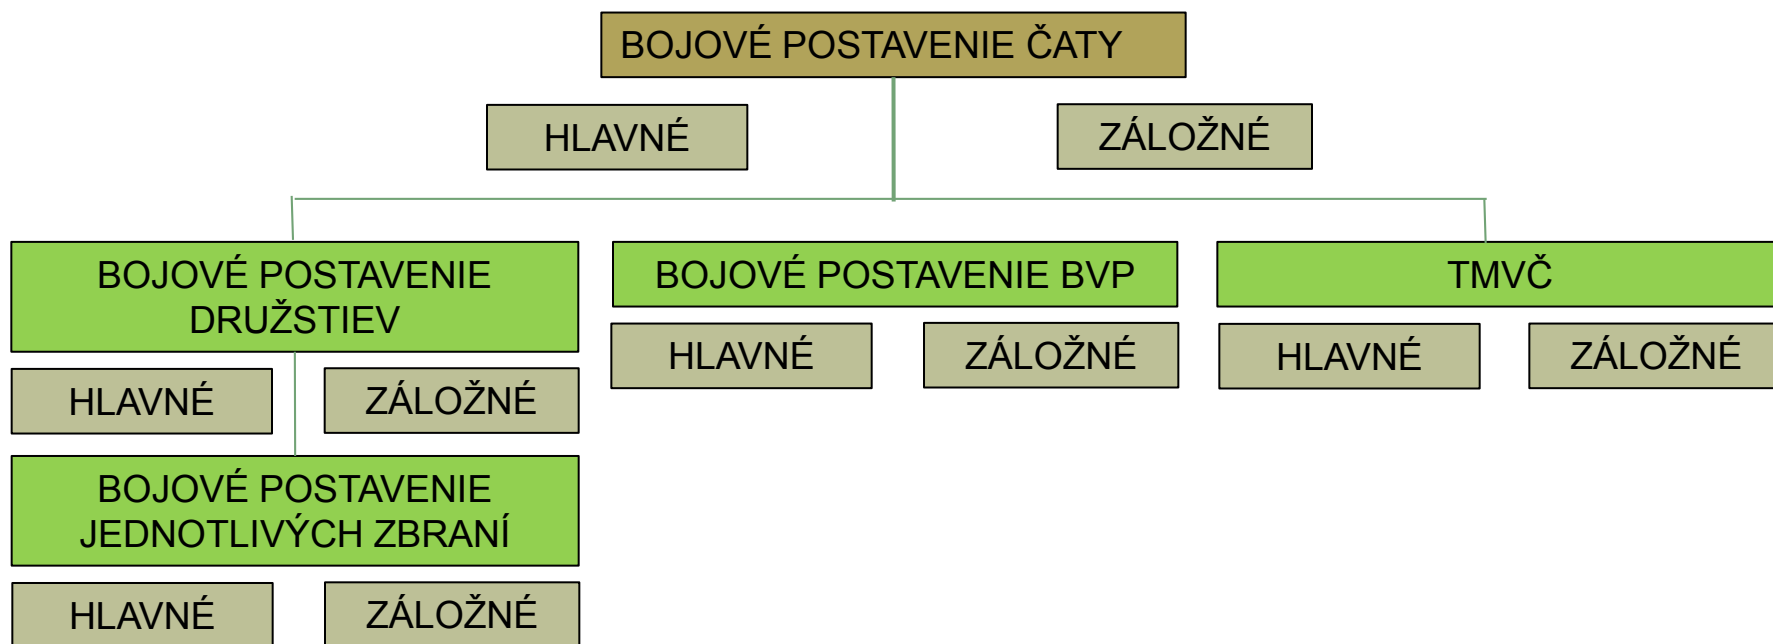 BOJOVÉ POSTAVENIE ČATY
HLAVNÉ
ZÁLOŽNÉ
BOJOVÉ POSTAVENIE
DRUŽSTIEV
HLAVNÉ
ZÁLOŽNÉ
BOJOVÉ POSTAVENIE
JEDNOTLIVÝCH ZBRANÍ
HLAVNÉ
ZÁLOŽNÉ
BOJOVÉ POSTAVENIE BVP
HLAVNÉ
ZÁLOŽNÉ
TMVČ
HLAVNÉ
ZÁLOŽNÉ